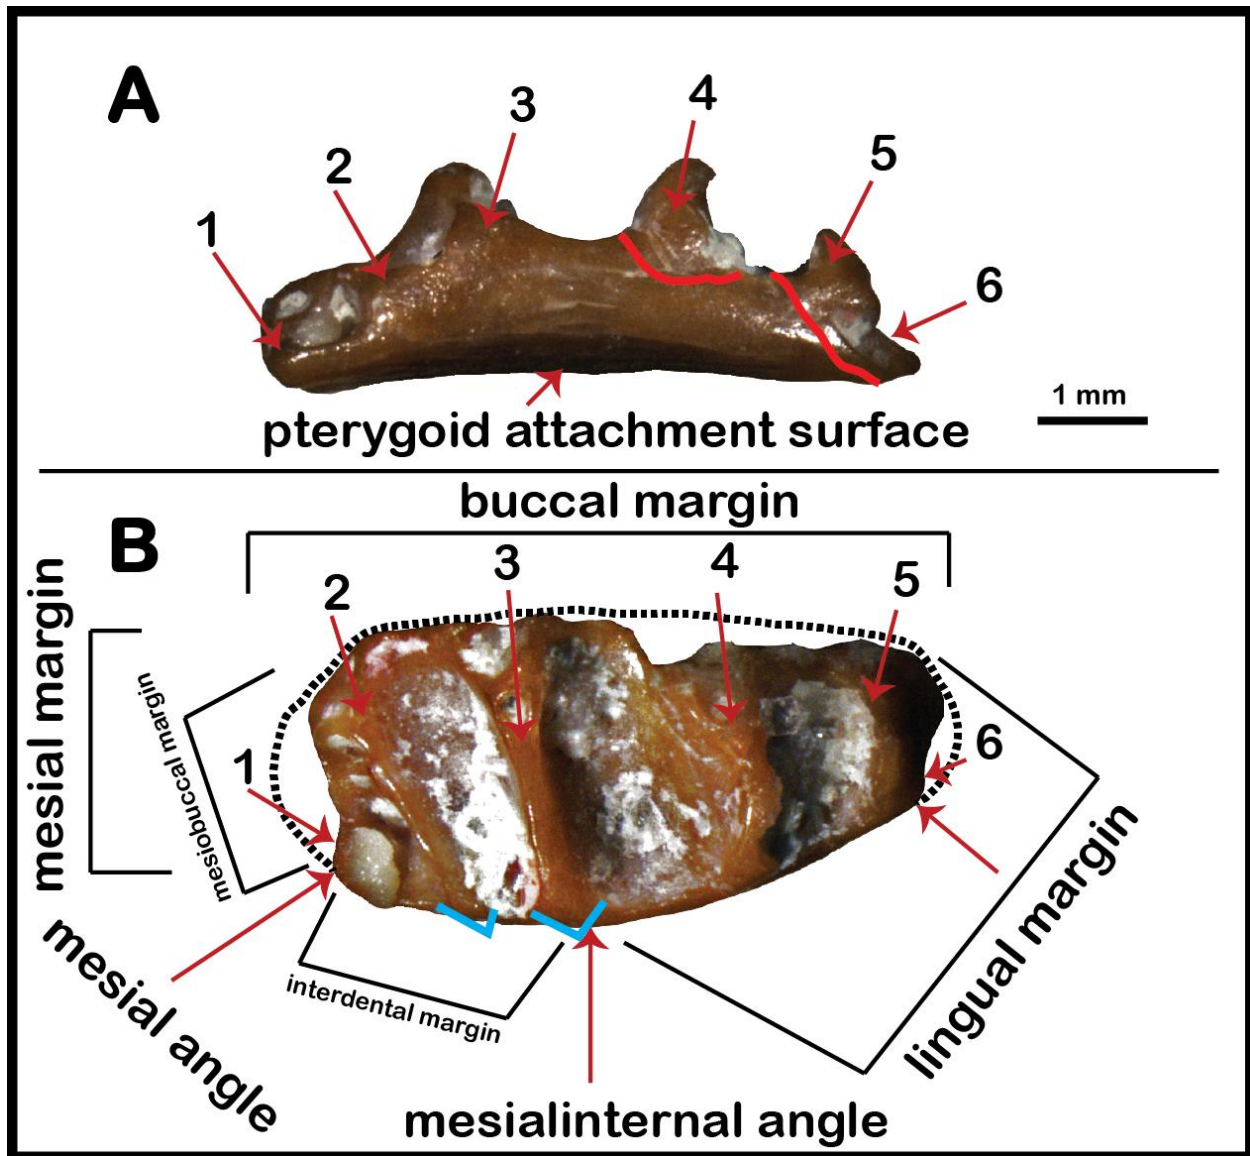 A
1
2
3
4
5
6
1 mm
pterygoid attachment surface
buccal margin
B
mesial margin
mesiobuccal margin
1
2
3
4
5
6
mesial angle
interdental margin
mesialinternal angle
lingual margin